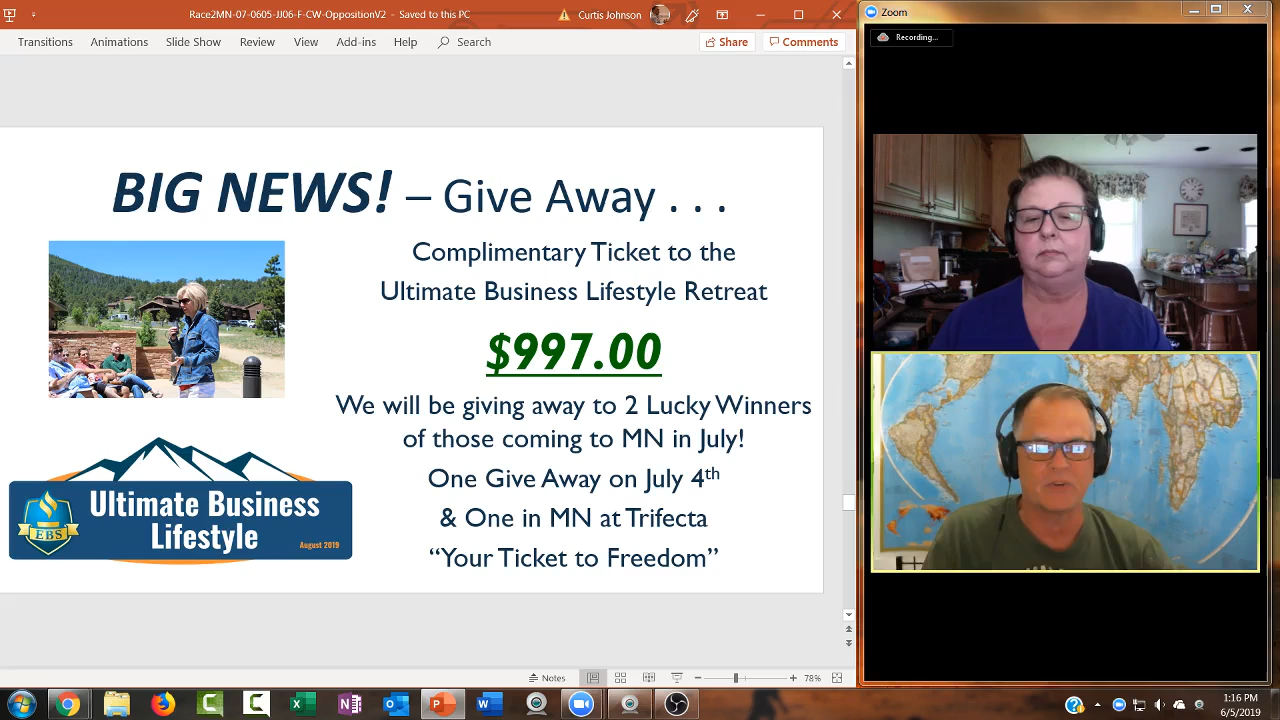 Race2MN-07-0605-JJ06-F-CW-OppositionV2 - Saved to this PC
Curtis Johnson
Transitions Animations Slide Show Review View Add-ins Help Search
Share Comments
BIG NEWS! – Give Away . . .
Complimentary Ticket to the
Ultimate Business Lifestyle Retreat
$997.00
We will be giving away to 2 Lucky Winners
of those coming to MN in July!
One Give Away on July 4th
& One in MN at Trifecta
“Your Ticket to Freedom”
EBS
Ultimate Business
Lifestyle
August 2019
Notes
78%
Zoom
Recording...
1:16 PM
6/5/2019